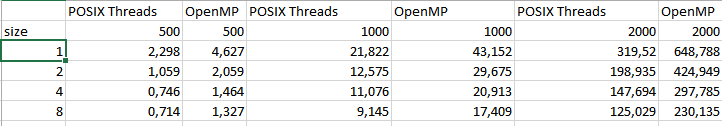 POSIX Threads OpenMP POSIX Threads OpenMP POSIX Threads OpenMP
size 500 500 1000 1000 2000 2000
1 2,298 4,627 21,822 43,152 319,52 648,788
2 1,059 2,059 12,575 29,675 198,935 424,949
4 0,746 1,464 11,076 20,913 147,694 297,785
8 0,714 1,327 9,145 17,409 125,029 230,135